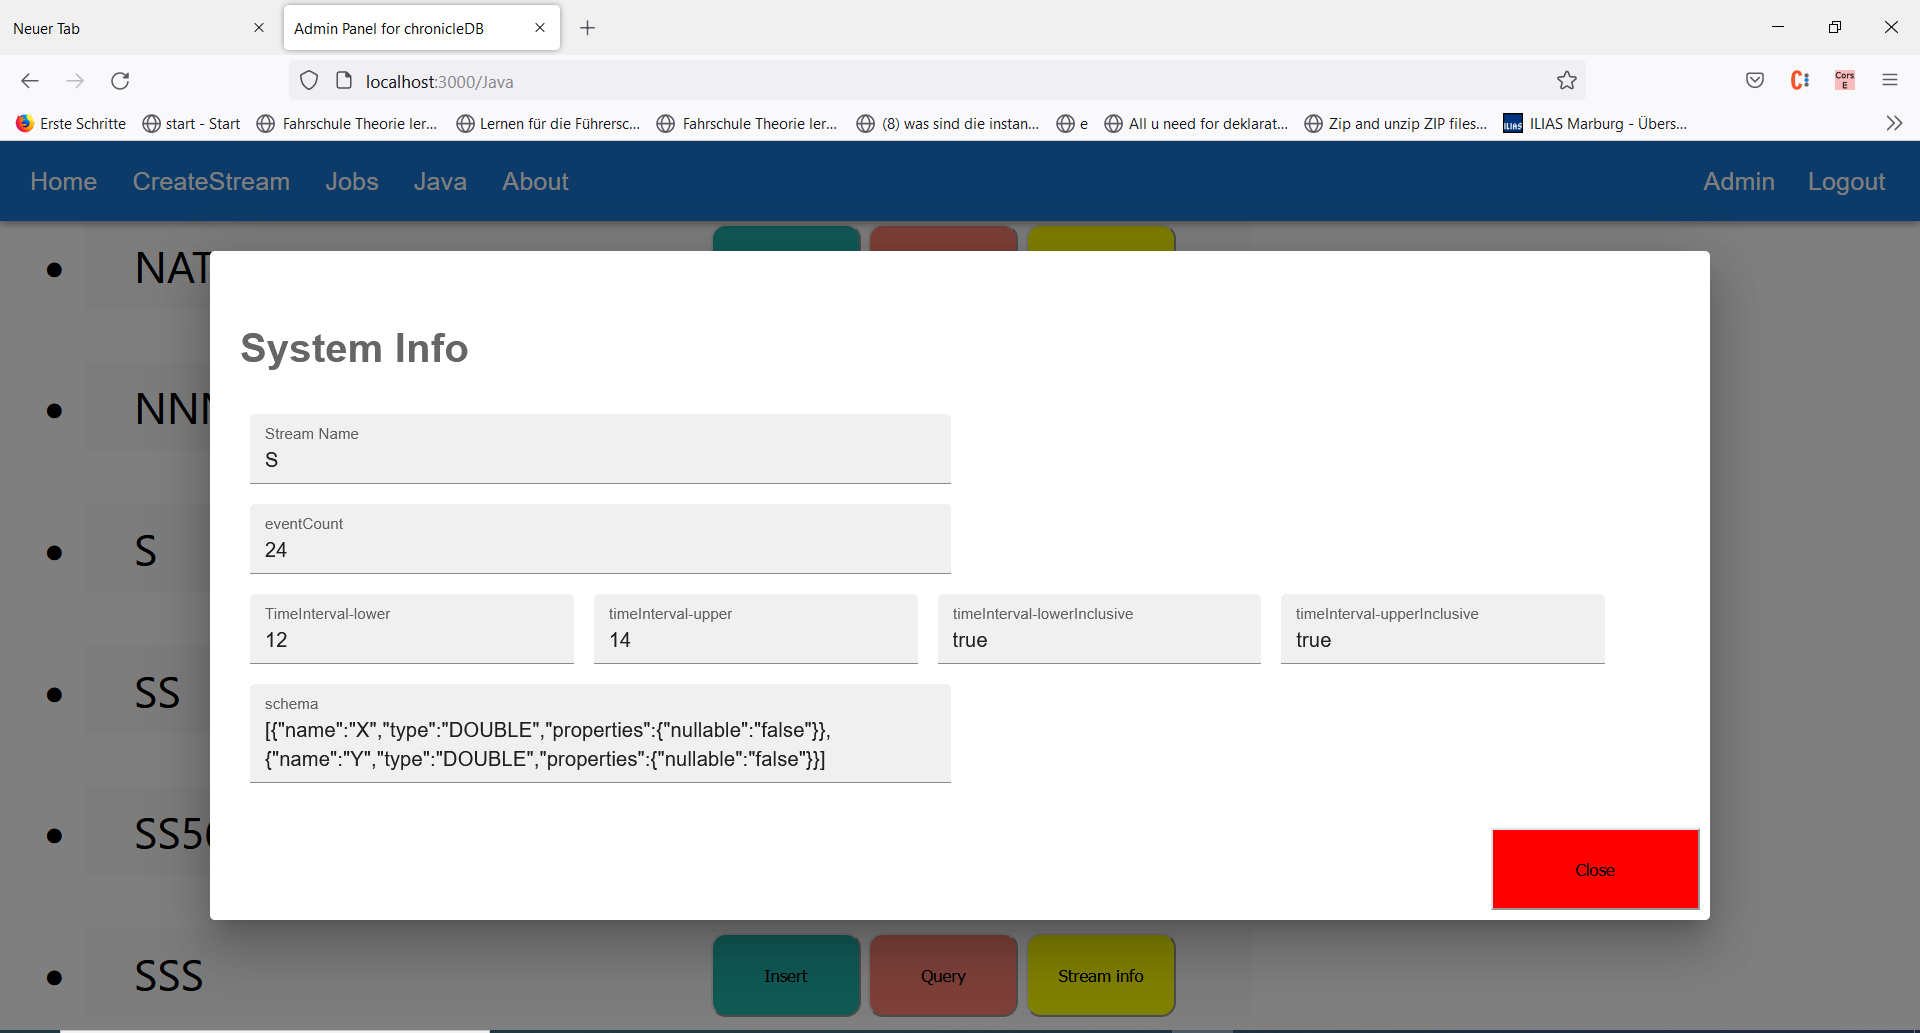 Neuer Tab
Admin Panel for chronicleDB
localhost:3000/Java
Cors
E
Erste Schritte
start - Start
Fahrschule Theorie ler...
Lernen für die Führersc...
Fahrschule Theorie ler...
(8) was sind die instan...
e
All u need for deklarat...
Zip and unzip ZIP files...
ILIAS
ILIAS Marburg - Übers...
Home
CreateStream
Jobs
Java
About
Admin
Logout
NAT
System Info
NNN
Stream Name
S
eventCount
24
S
TimeInterval-lower
12
timeInterval-upper
14
timeInterval-lowerInclusive
true
timeInterval-upperInclusive
true
SS
schema
[{"name":"X","type":"DOUBLE","properties":{"nullable":"false"}},
{"name":"Y","type":"DOUBLE","properties":{"nullable":"false"}}]
SS5
Close
SSS
Insert
Query
Stream info